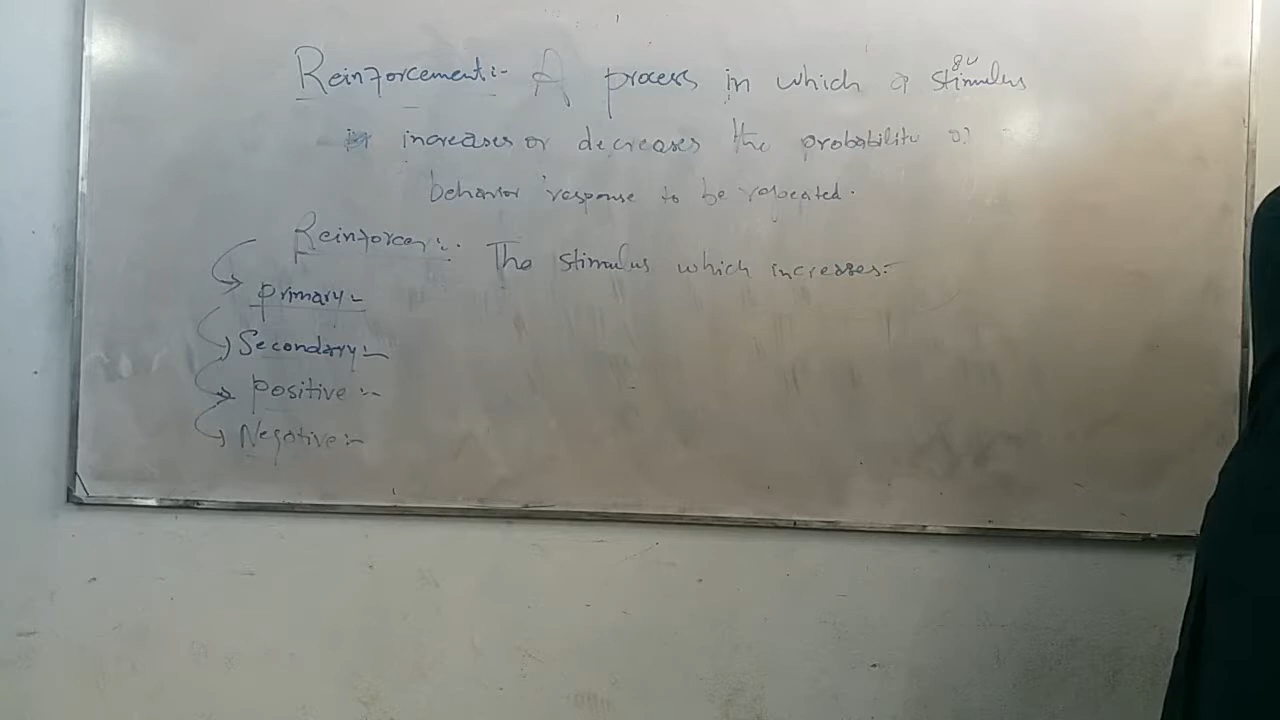 Reinforcement:- A process in which a stimulus
increases or decreases the probability of
behavior response to be repeated.
Reinforcer:- The stimulus which increases:-
Primary:-
Secondary:-
Positive:-
Negative:-